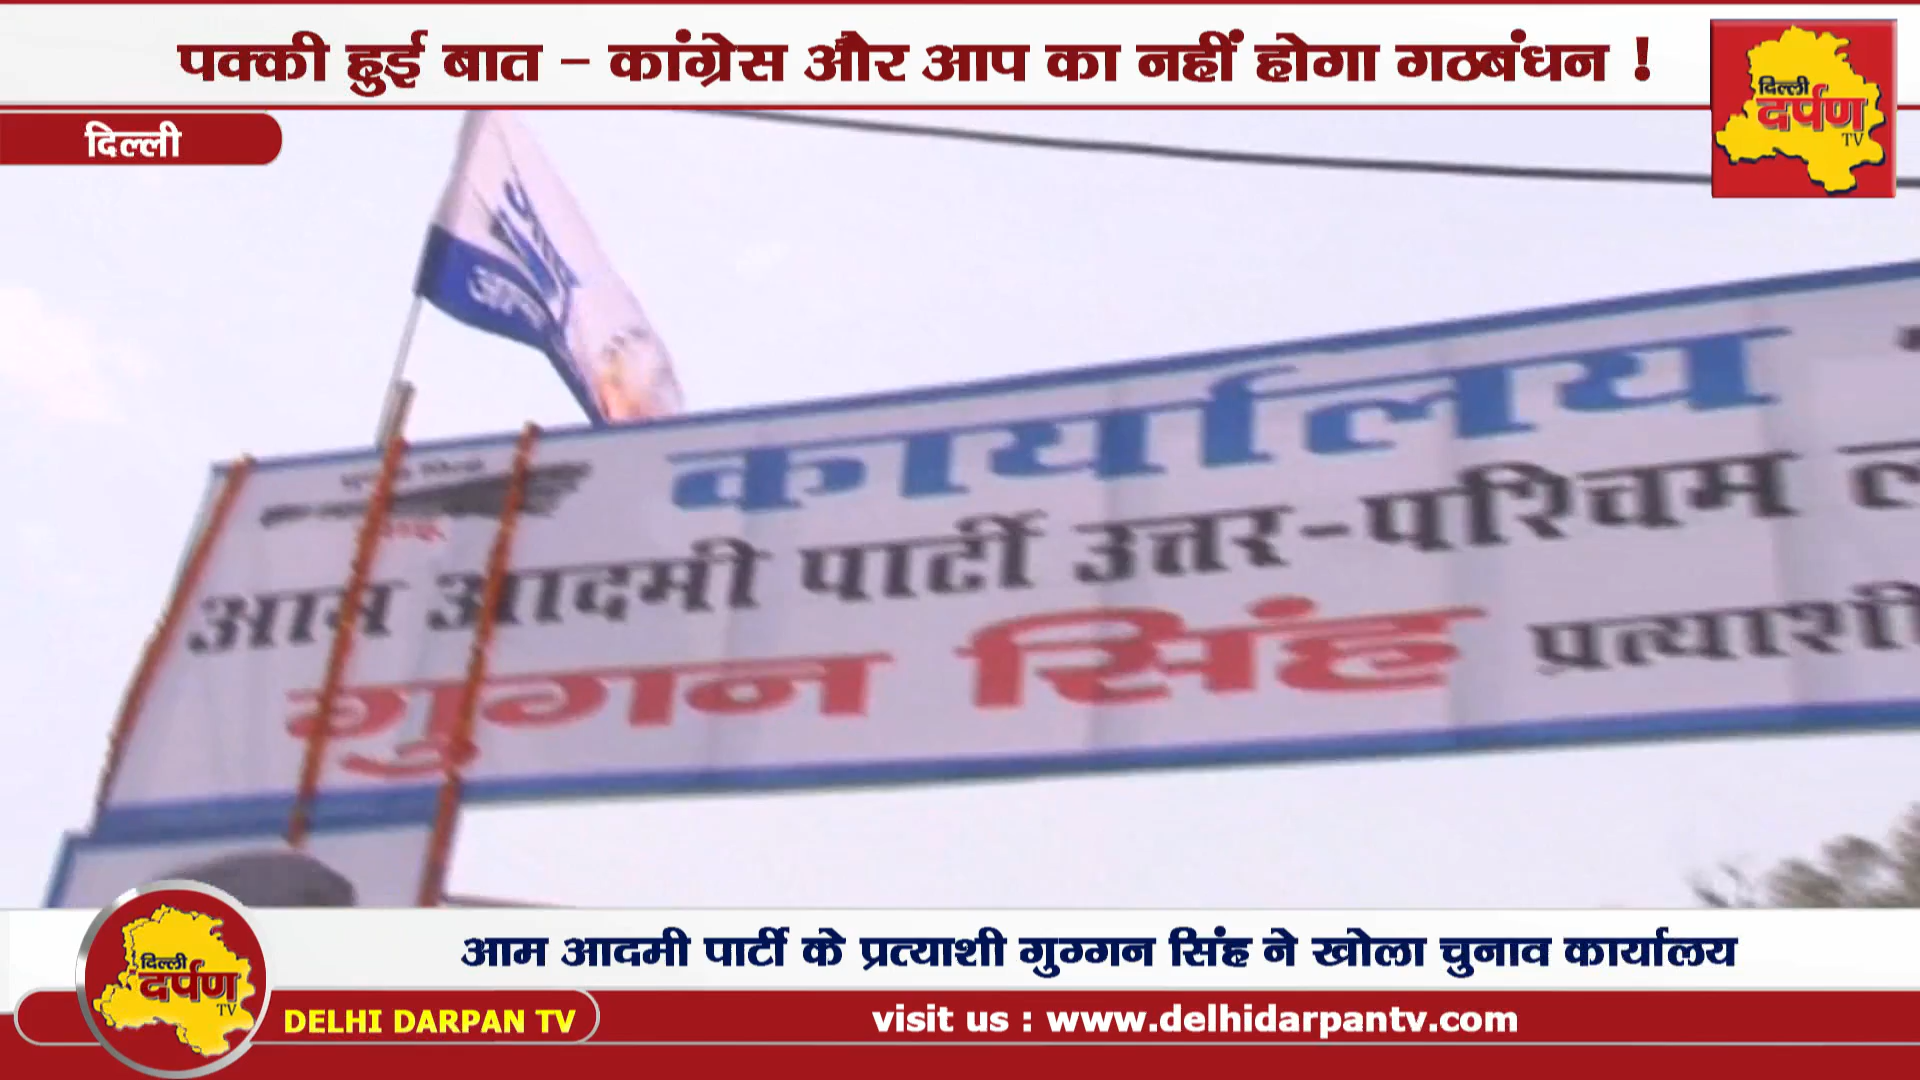 पक्की हुई बात - कांग्रेस और आप का नहीं होगा गठबंधन !
दिल्ली
दिल्ली
दर्पण
TV
कार्यालय
आम आदमी पार्टी उत्तर-पश्चिम
गुगन सिंह प्रत्याशी
आम आदमी पार्टी के प्रत्याशी गुग्गन सिंह ने खोला चुनाव कार्यालय
दिल्ली
दर्पण
TV
DELHI DARPAN TV
visit us : www.delhidarpantv.com